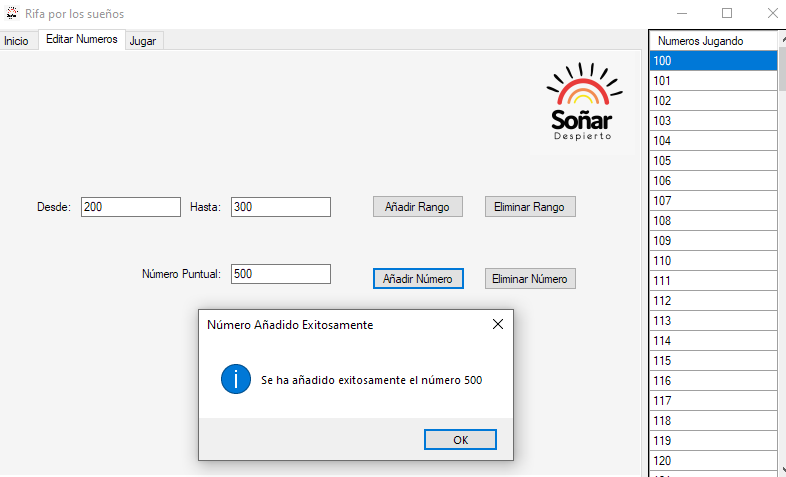 Rifa por los sueños
Inicio
Editar Numeros
Jugar
Soñar
Despierto
Desde:
200
Hasta:
300
Añadir Rango
Eliminar Rango
Número Puntual:
500
Añadir Número
Eliminar Número
Número Añadido Exitosamente
Se ha añadido exitosamente el número 500
OK
Numeros Jugando
100
101
102
103
104
105
106
107
108
109
110
111
112
113
114
115
116
117
118
119
120